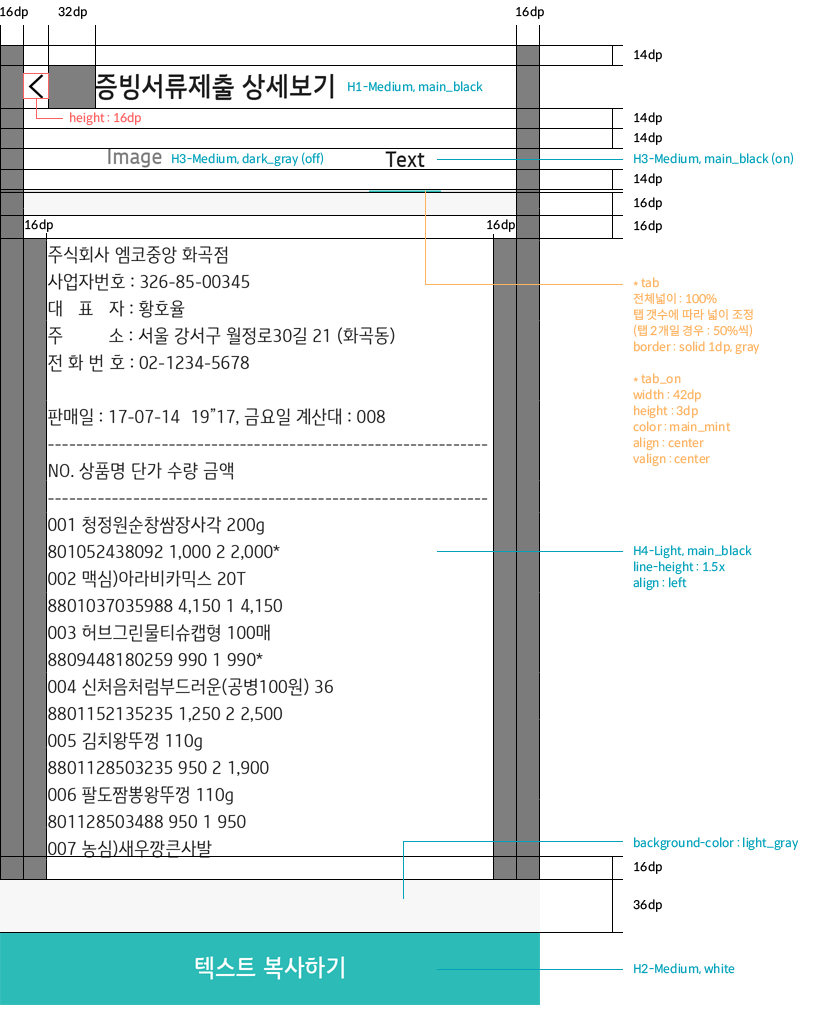 16dp 32dp 16dp
14dp
증빙서류제출 상세보기 H1-Medium, main_black
height : 16dp
14dp
14dp
Image H3-Medium, dark_gray (off) Text H3-Medium, main_black (on)
14dp
16dp
16dp 16dp 16dp
주식회사 엠코중앙 화곡점
사업자번호 : 326-85-00345
대 표 자 : 황호율
주 소 : 서울 강서구 월정로30길 21 (화곡동)
전 화 번 호 : 02-1234-5678
판매일 : 17-07-14 19”17, 금요일 계산대 : 008
----------------------------------------------------------------
NO. 상품명 단가 수량 금액
----------------------------------------------------------------
001 청정원순창쌈장사각 200g
801052438092 1,000 2 2,000*
002 맥심)아라비카믹스 20T
8801037035988 4,150 1 4,150
003 허브그린물티슈캡형 100매
8809448180259 990 1 990*
004 신처음처럼부드러운(공병100원) 36
8801152135235 1,250 2 2,500
005 김치왕뚜껑 110g
8801128503235 950 2 1,900
006 팔도짬뽕왕뚜껑 110g
801128503488 950 1 950
007 농심)새우깡큰사발
* tab
전체넓이 : 100%
탭 갯수에 따라 넓이 조정
(탭 2개일 경우 : 50%씩)
border : solid 1dp, gray
* tab_on
width : 42dp
height : 3dp
color : main_mint
align : center
valign : center
H4-Light, main_black
line-height : 1.5x
align : left
background-color : light_gray
16dp
36dp
텍스트 복사하기 H2-Medium, white